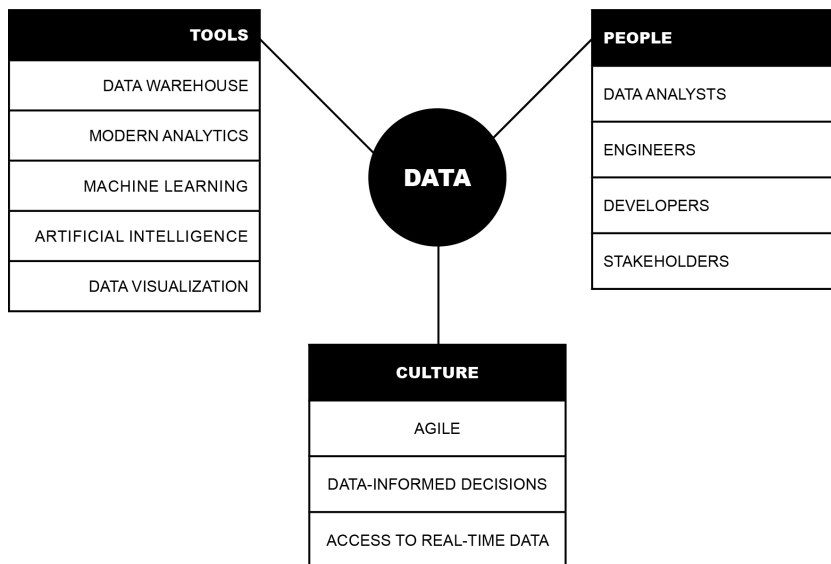 TOOLS
DATA WAREHOUSE
MODERN ANALYTICS
MACHINE LEARNING
ARTIFICIAL INTELLIGENCE
DATA VISUALIZATION
DATA
PEOPLE
DATA ANALYSTS
ENGINEERS
DEVELOPERS
STAKEHOLDERS
CULTURE
AGILE
DATA-INFORMED DECISIONS
ACCESS TO REAL-TIME DATA